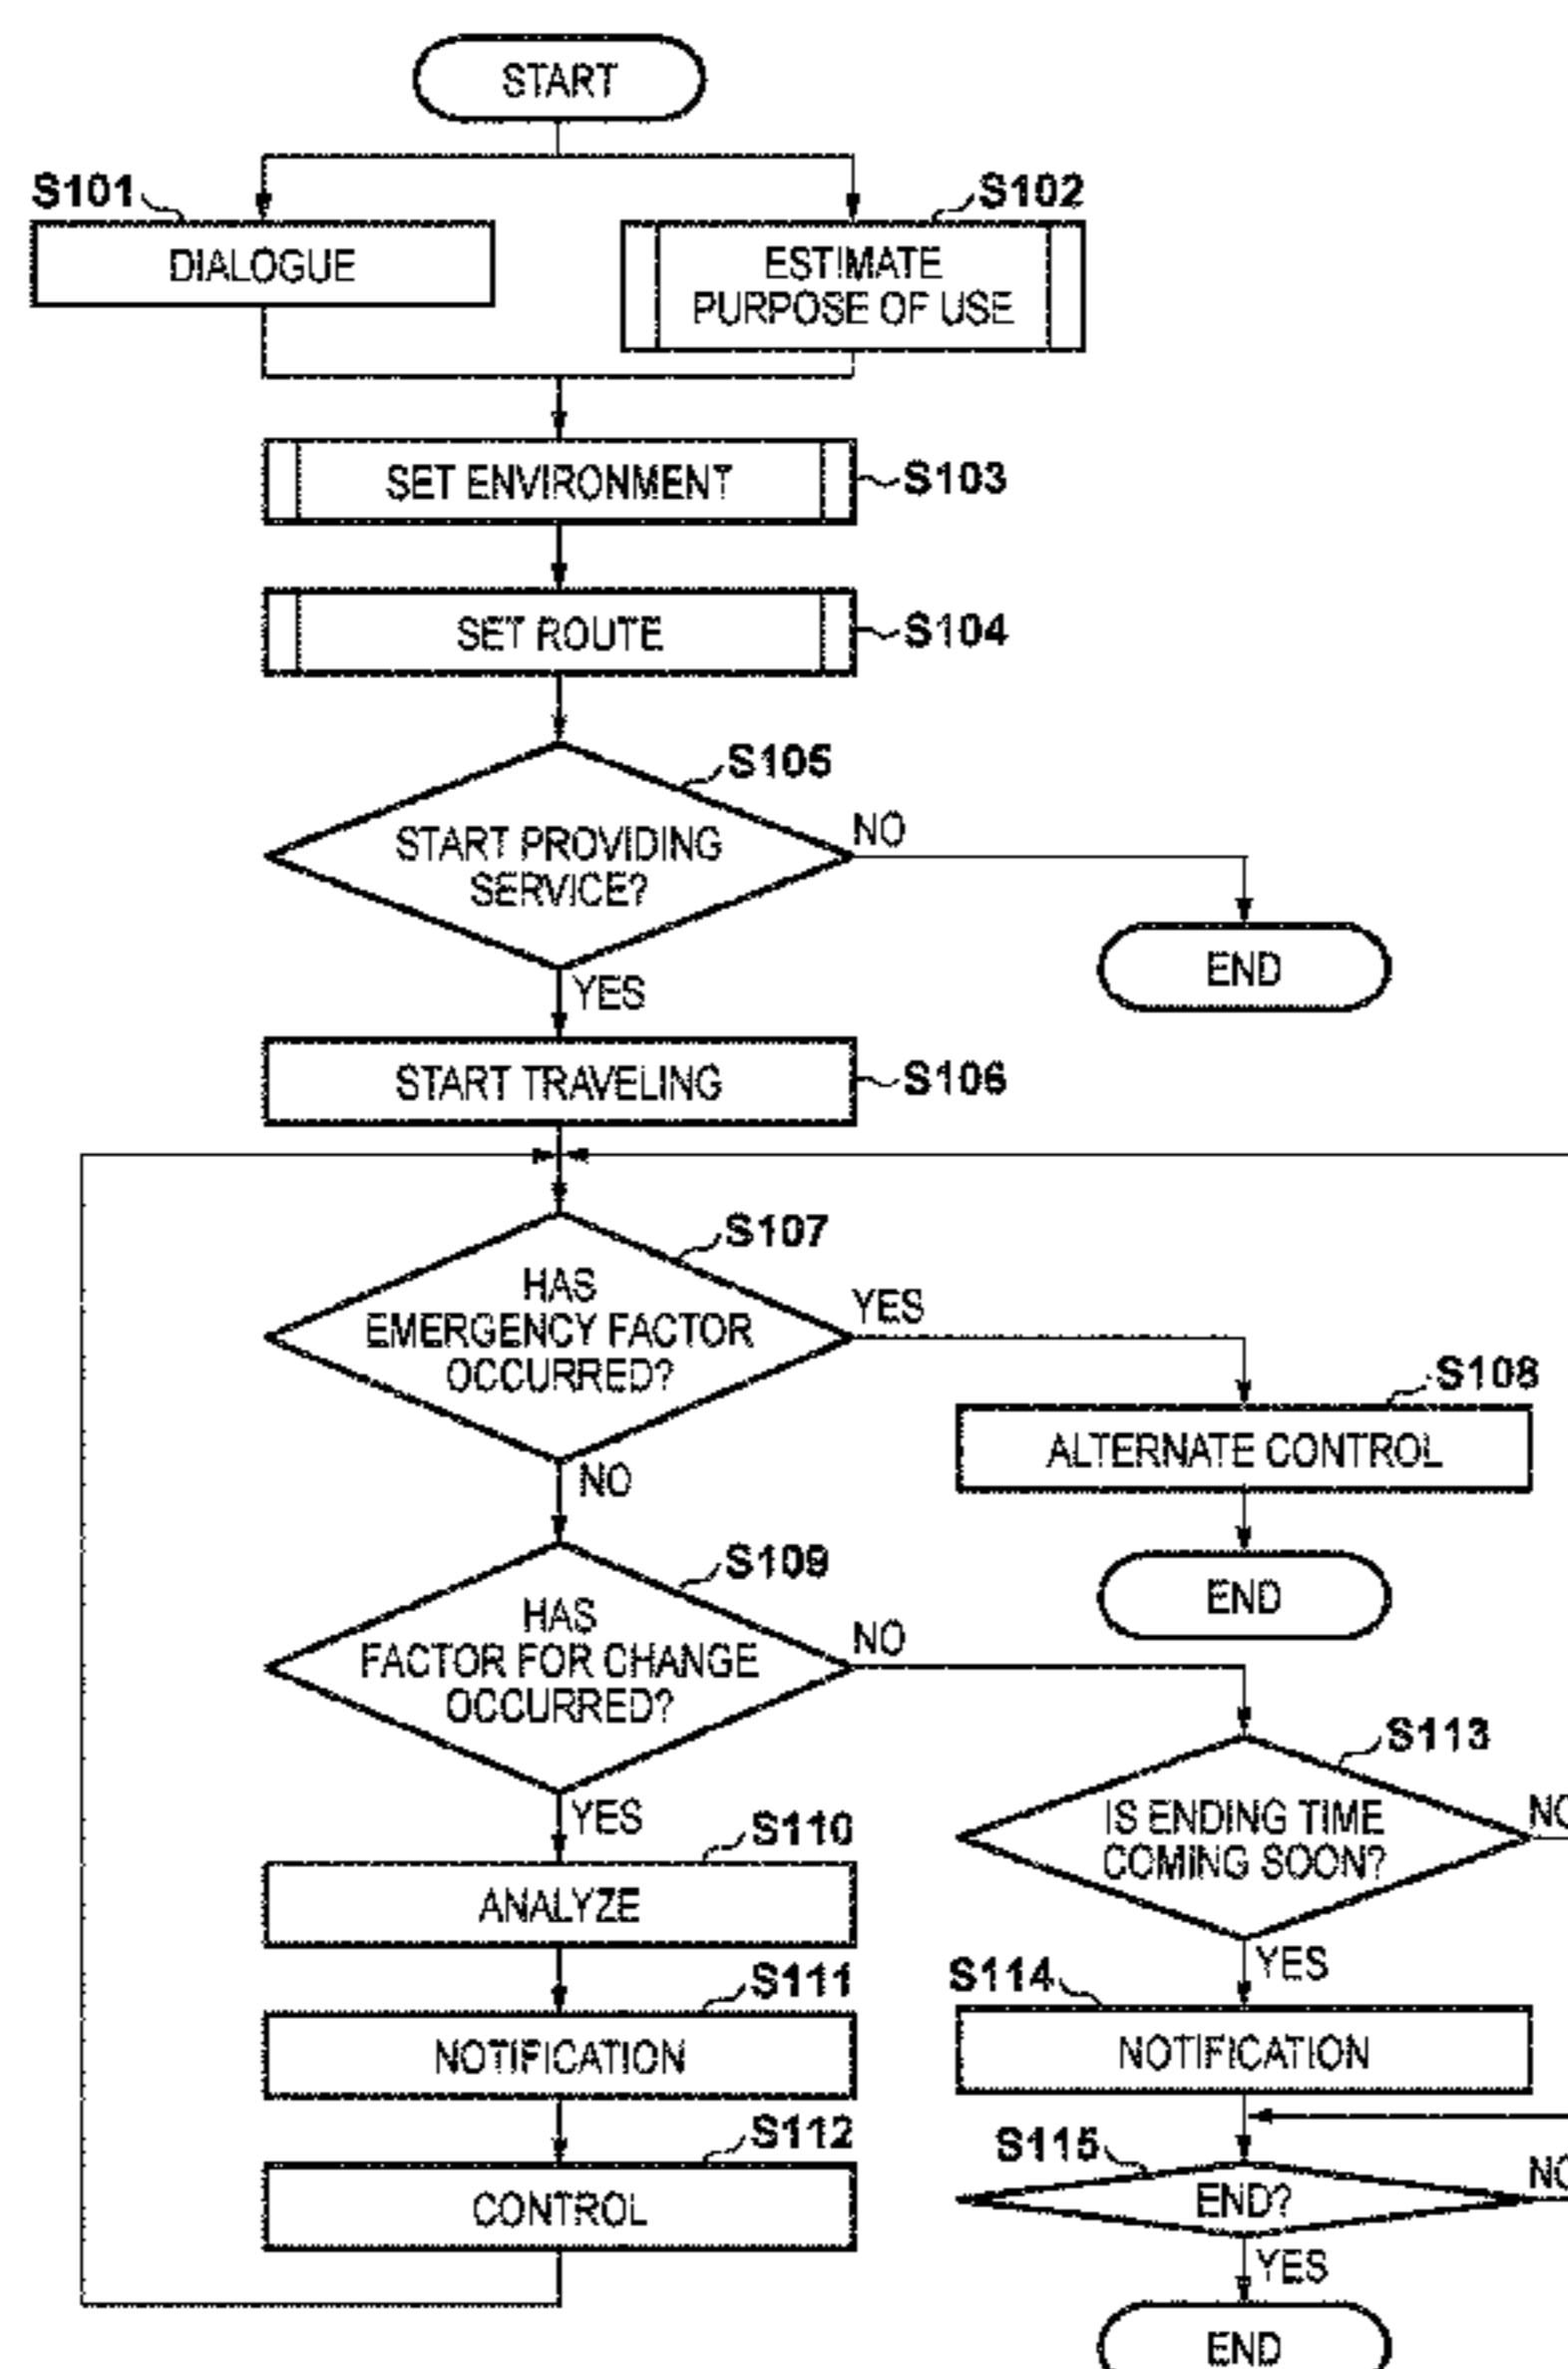 START
S101
S102
DIALOGUE
ESTIMATE
PURPOSE OF USE
SET ENVIRONMENT
S103
SET ROUTE
S104
S105
START PROVIDING
SERVICE?
NO
END
YES
START TRAVELING
S106
S107
HAS
EMERGENCY FACTOR
OCCURRED?
YES
S108
ALTERNATE CONTROL
NO
END
S109
HAS
FACTOR FOR CHANGE
OCCURRED?
NO
S113
IS ENDING TIME
COMING SOON?
NO
YES
S110
ANALYZE
YES
S111
S114
NOTIFICATION
NOTIFICATION
S112
CONTROL
S115
END?
NO
YES
END